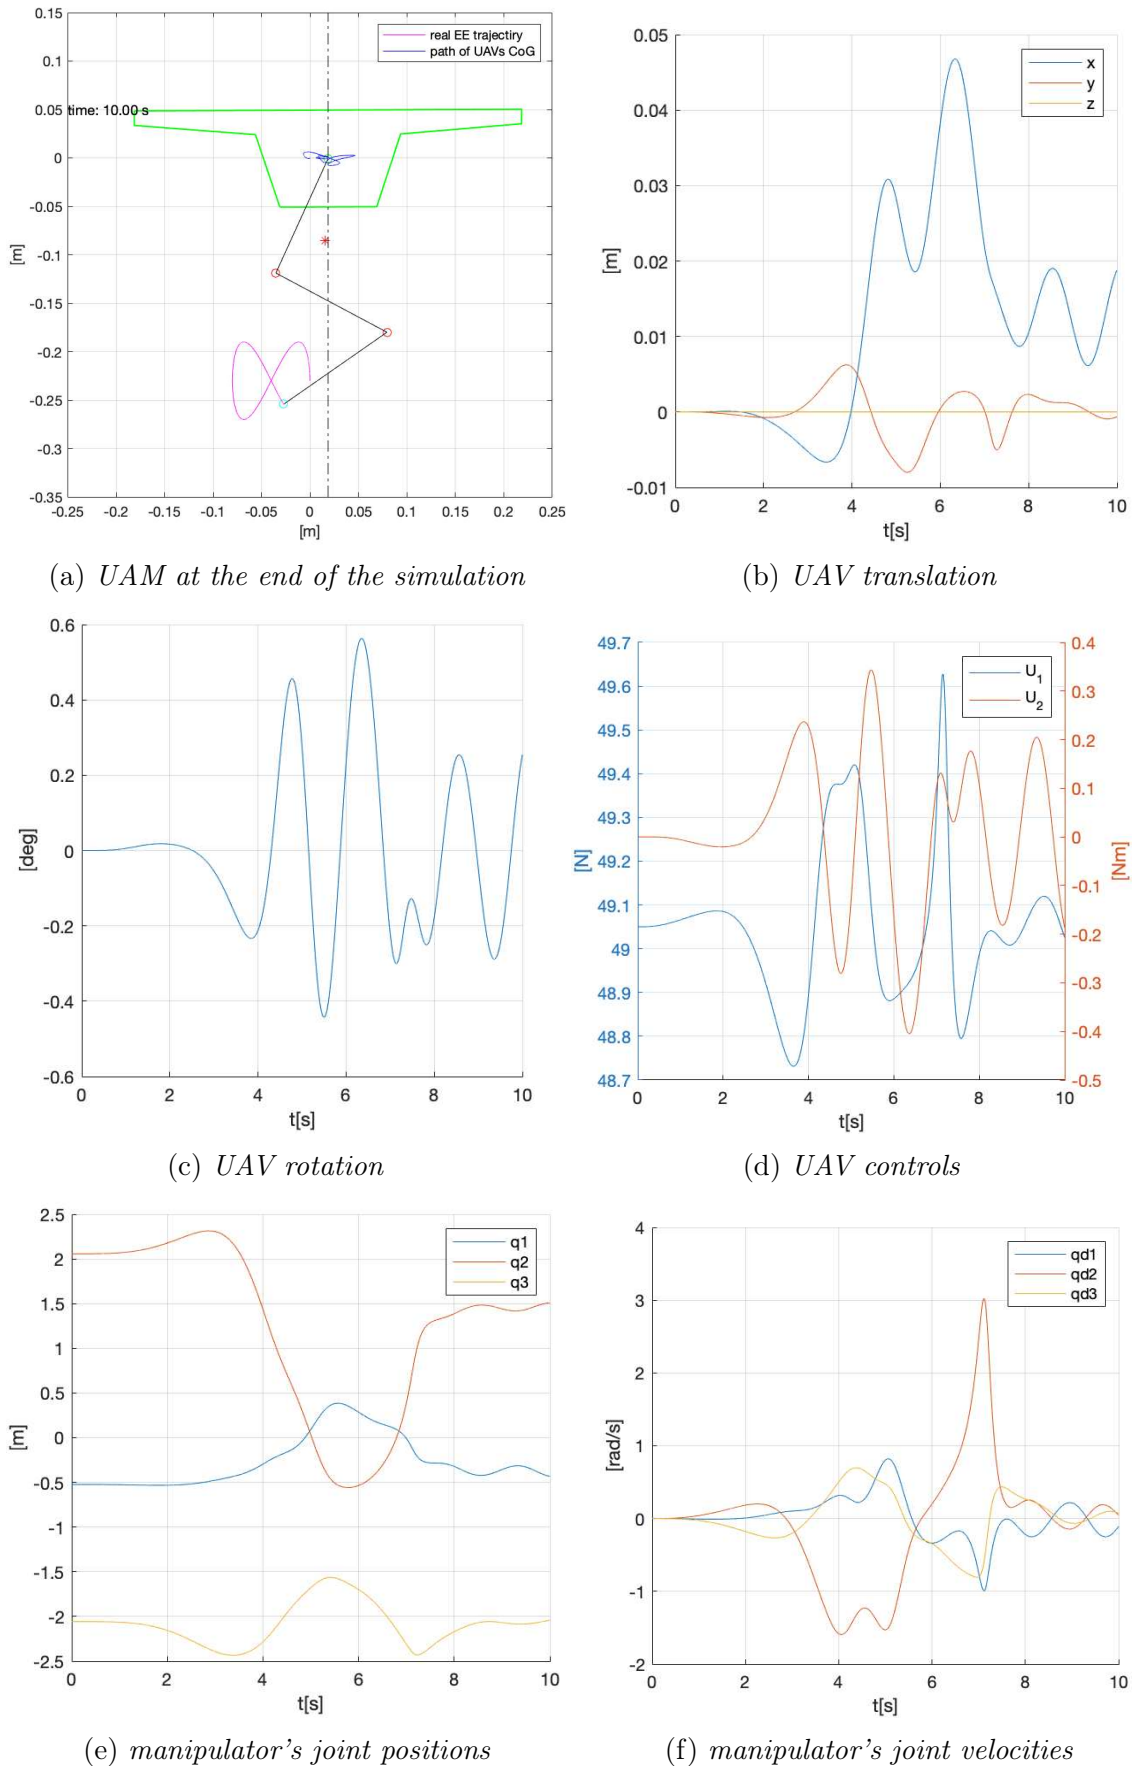 0.15
0.1
0.05
0
-0.05
-0.1
-0.15
-0.2
-0.25
-0.3
-0.35
[m]
real EE trajectiry
path of UAVs CoG
time: 10.00 s
-0.25 -0.2 -0.15 -0.1 -0.05 0 0.05 0.1 0.15 0.2 0.25
[m]
(a) UAM at the end of the simulation
0.05
0.04
0.03
0.02
0.01
0
-0.01
[m]
x
y
z
0 2 4 6 8 10
t[s]
(b) UAV translation
0.6
0.4
0.2
0
-0.2
-0.4
-0.6
[deg]
0 2 4 6 8 10
t[s]
(c) UAV rotation
49.7
49.6
49.5
49.4
49.3
49.2
49.1
49
48.9
48.8
48.7
[N]
U1
U2
0.4
0.3
0.2
0.1
0
-0.1
-0.2
-0.3
-0.4
-0.5
[Nm]
0 2 4 6 8 10
t[s]
(d) UAV controls
2.5
2
1.5
1
0.5
0
-0.5
-1
-1.5
-2
-2.5
[m]
q1
q2
q3
0 2 4 6 8 10
t[s]
(e) manipulator's joint positions
4
3
2
1
0
-1
-2
[rad/s]
qd1
qd2
qd3
0 2 4 6 8 10
t[s]
(f) manipulator's joint velocities